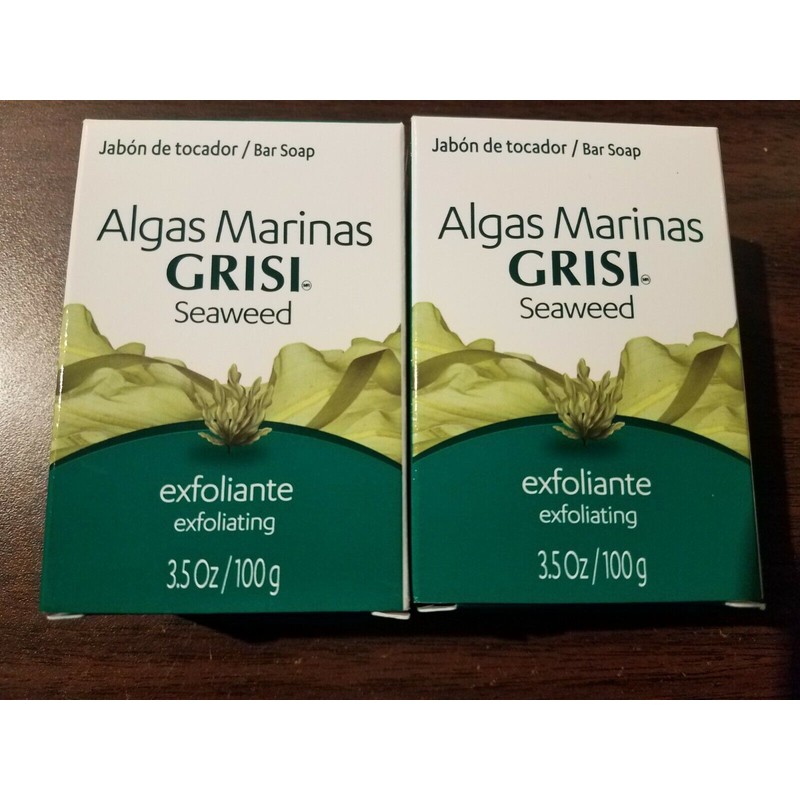 Jabón de tocador / Bar Soap
Algas Marinas
GRISI
Seaweed
exfoliante
exfoliating
3.5 Oz / 100 g
Jabón de tocador / Bar Soap
Algas Marinas
GRISI
Seaweed
exfoliante
exfoliating
3.5 Oz / 100 g